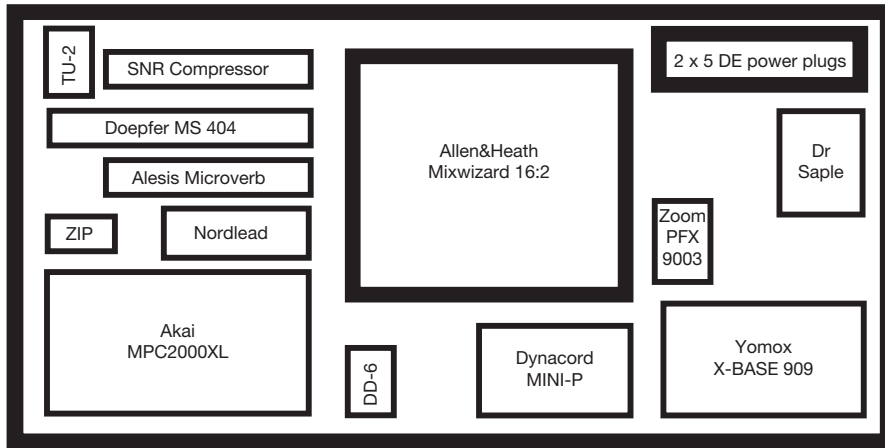 TU-2
SNR Compressor
2 x 5 DE power plugs
Doepfer MS 404
Allen&Heath
Mixwizard 16:2
Dr
Saple
Alesis Microverb
ZIP
Nordlead
Zoom
PFX
9003
Akai
MPC2000XL
DD-6
Dynacord
MINI-P
Yomox
X-BASE 909